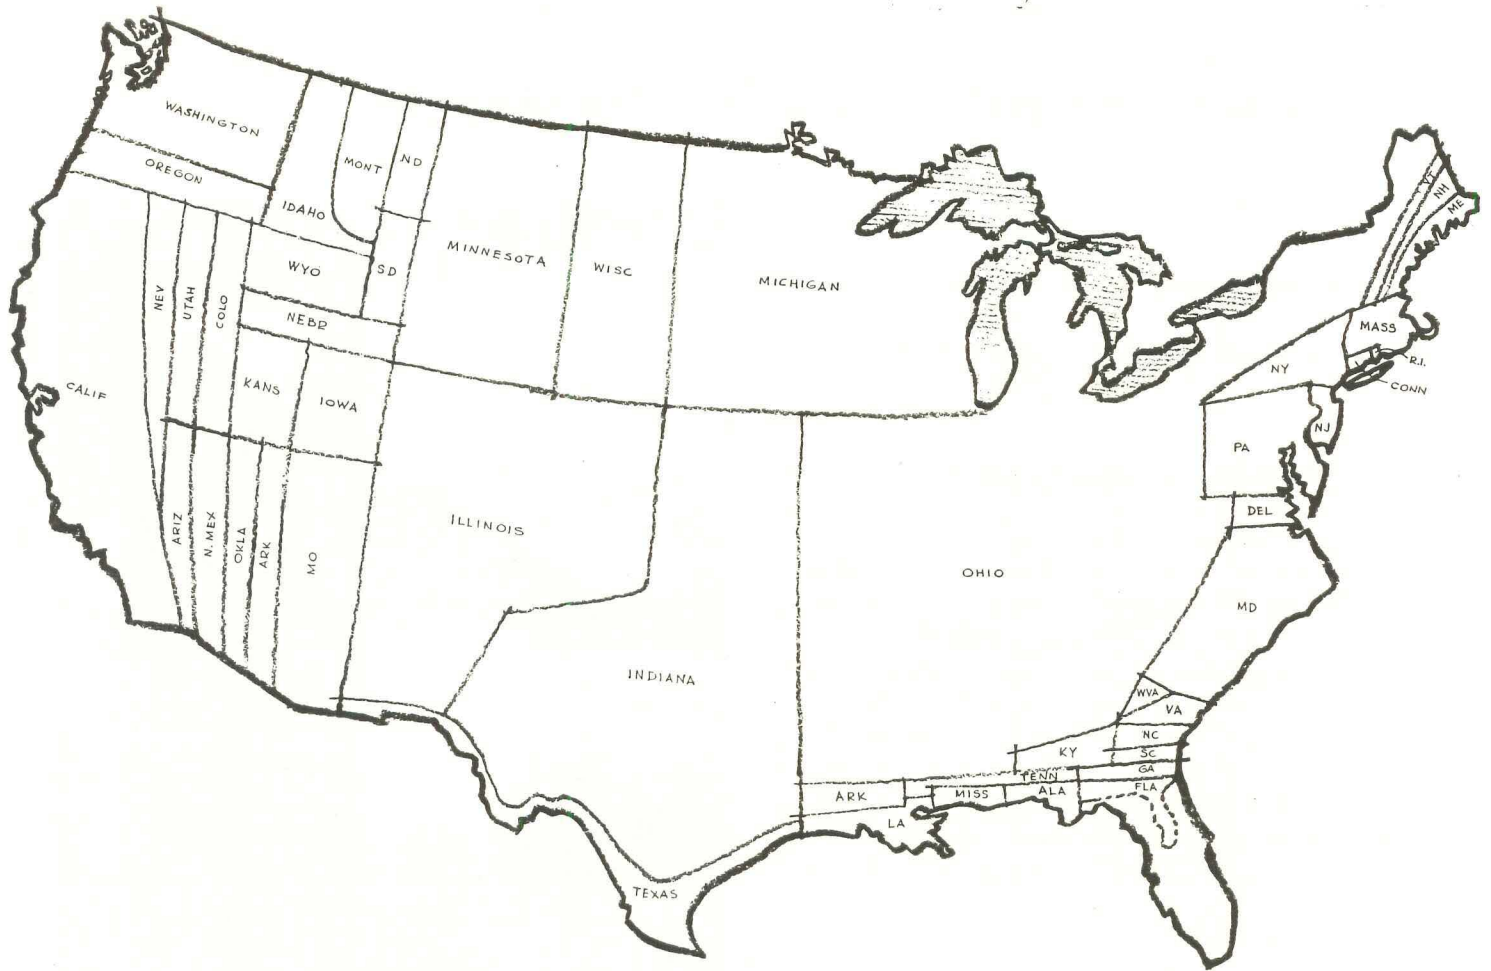 WASHINGTON
OREGON
IDAHO
MONT
ND
SD
MINNESOTA
WISC
MICHIGAN
VT
NH
ME
WYO
NEBR
NEV
UTAH
COLO
CALIF
KANS
IOWA
MASS
R.I.
CONN
NY
NJ
PA
DEL
ARIZ
N.MEX
OKLA
ARK
MO
ILLINOIS
INDIANA
OHIO
MD
WVA
VA
NC
SC
KY
TENN
GA
FLA
ARK
MISS
ALA
LA
TEXAS